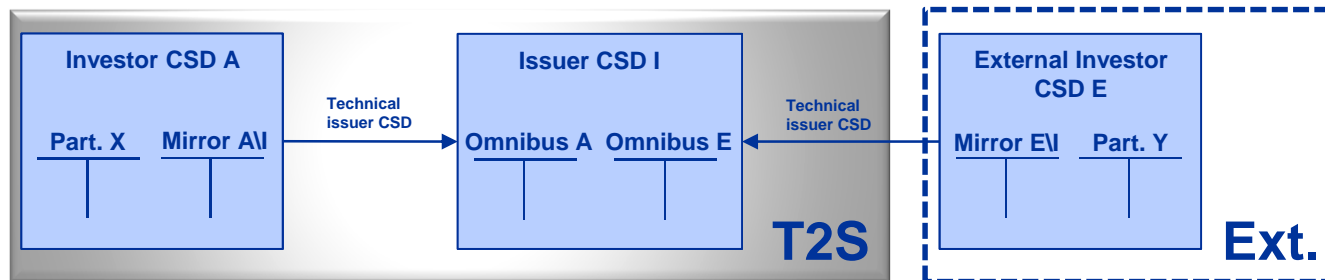 Investor CSD A
Part. X
Mirror A\I
Technical
issuer CSD
Issuer CSD I
Omnibus A
Omnibus E
Technical
issuer CSD
T2S
External Investor
CSD E
Mirror E\I
Part. Y
Ext.